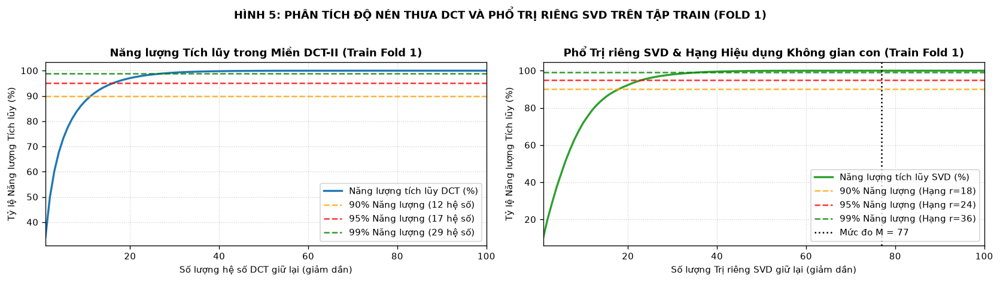 HÌNH 5: PHÂN TÍCH ĐỘ NÉN THƯA DCT VÀ PHỔ TRỊ RIÊNG SVD TRÊN TẬP TRAIN (FOLD 1)
Năng lượng Tích lũy trong Miền DCT-II (Train Fold 1)
Tỷ lệ Năng lượng Tích lũy (%)
100
90
80
70
60
50
40
20
40
60
80
100
Số lượng hệ số DCT giữ lại (giảm dần)
Năng lượng tích lũy DCT (%)
90% Năng lượng (12 hệ số)
95% Năng lượng (17 hệ số)
99% Năng lượng (29 hệ số)
Phổ Trị riêng SVD & Hạng Hiệu dụng Không gian con (Train Fold 1)
Tỷ lệ Năng lượng Tích lũy (%)
100
80
60
40
20
20
40
60
80
100
Số lượng Trị riêng SVD giữ lại (giảm dần)
Năng lượng tích lũy SVD (%)
90% Năng lượng (Hạng r=18)
95% Năng lượng (Hạng r=24)
99% Năng lượng (Hạng r=36)
Mức đo M = 77